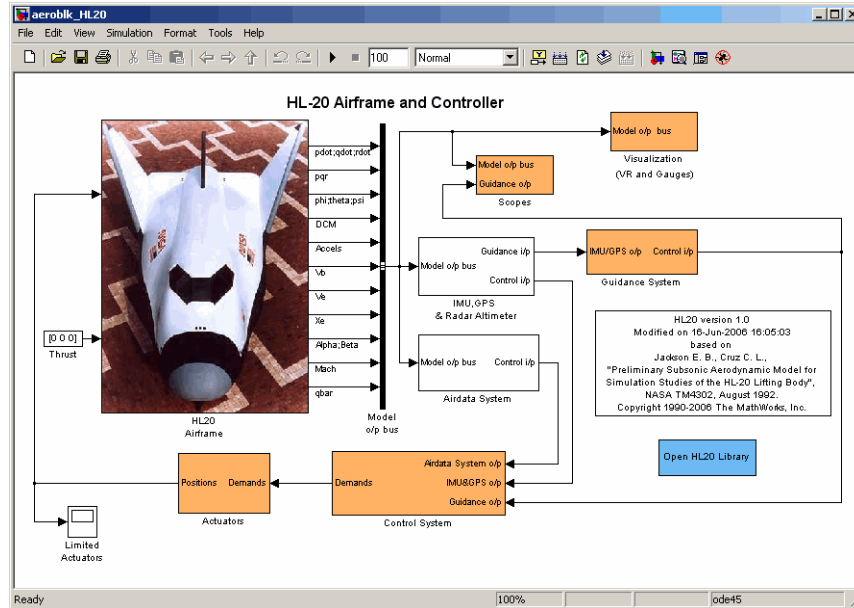 aeroblk_HL20
File Edit View Simulation Format Tools Help
100 Normal
HL-20 Airframe and Controller
pdot;qdot;rdot
pqr
phi;theta;psi
DCM
Accels
Vb
Ve
Xe
Alpha;Beta
Mach
qbar
[0 0 0]
Thrust
HL20
Airframe
Model
o/p bus
Model o/p bus
Visualization
(VR and Gauges)
Model o/p bus
Guidance o/p
Scopes
Model o/p bus
Guidance i/p
Control i/p
IMU,GPS
& Radar Altimeter
IMU/GPS o/p Control i/p
Guidance System
Model o/p bus Control i/p
Airdata System
HL20 version 1.0
Modified on 16-Jun-2006 16:05:03
based on
Jackson E. B., Cruz C. L.,
"Preliminary Subsonic Aerodynamic Model for
Simulation Studies of the HL-20 Lifting Body",
NASA TM4302, August 1992.
Copyright 1990-2006 The MathWorks, Inc.
Open HL20 Library
Positions Demands
Actuators
Demands
Airdata System o/p
IMU&GPS o/p
Guidance o/p
Control System
Limited
Actuators
Ready 100% ode45